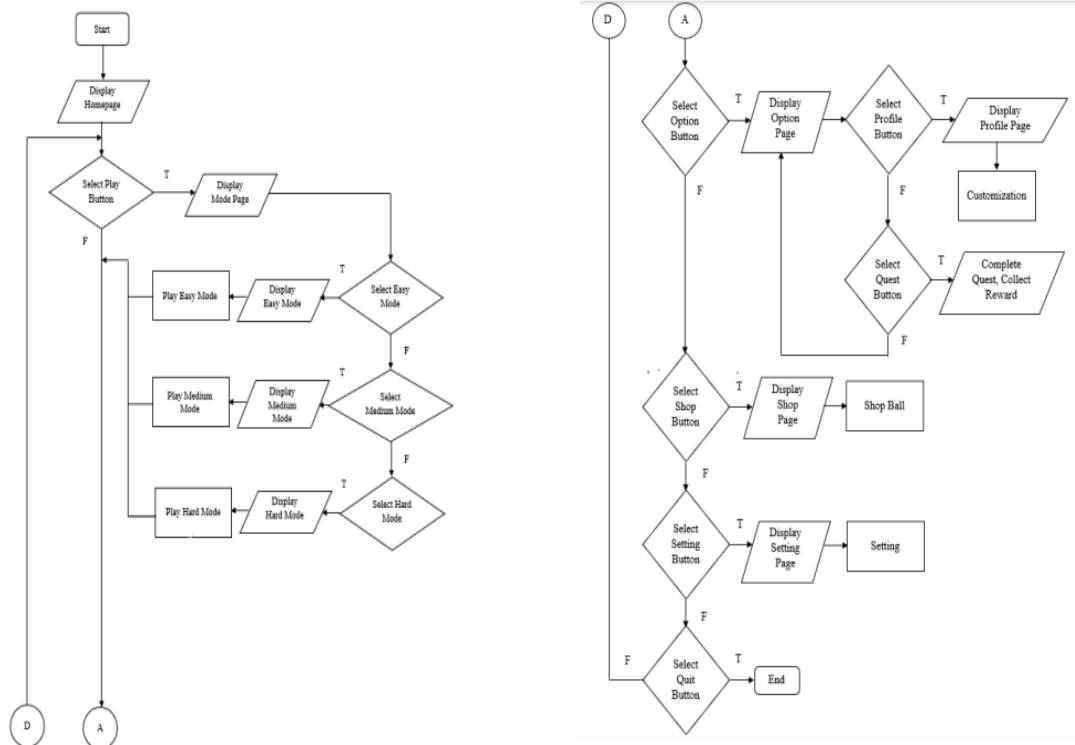 Start
Display
Homepage
Select Play
Button
T
Display
Mode Page
F
Select Easy
Mode
T
Display
Easy Mode
Play Easy Mode
F
Select
Medium Mode
T
Display
Medium
Mode
Play Medium
Mode
F
Select Hard
Mode
T
Display
Hard Mode
Play Hard Mode
D
A
D
A
Select
Option
Button
T
Display
Option
Page
Select
Profile
Button
T
Display
Profile Page
Customization
F
F
Select
Quest
Button
T
Complete
Quest, Collect
Reward
F
Select
Shop
Button
T
Display
Shop
Page
Shop Ball
F
Select
Setting
Button
T
Display
Setting
Page
Setting
F
Select
Quit
Button
F
T
End